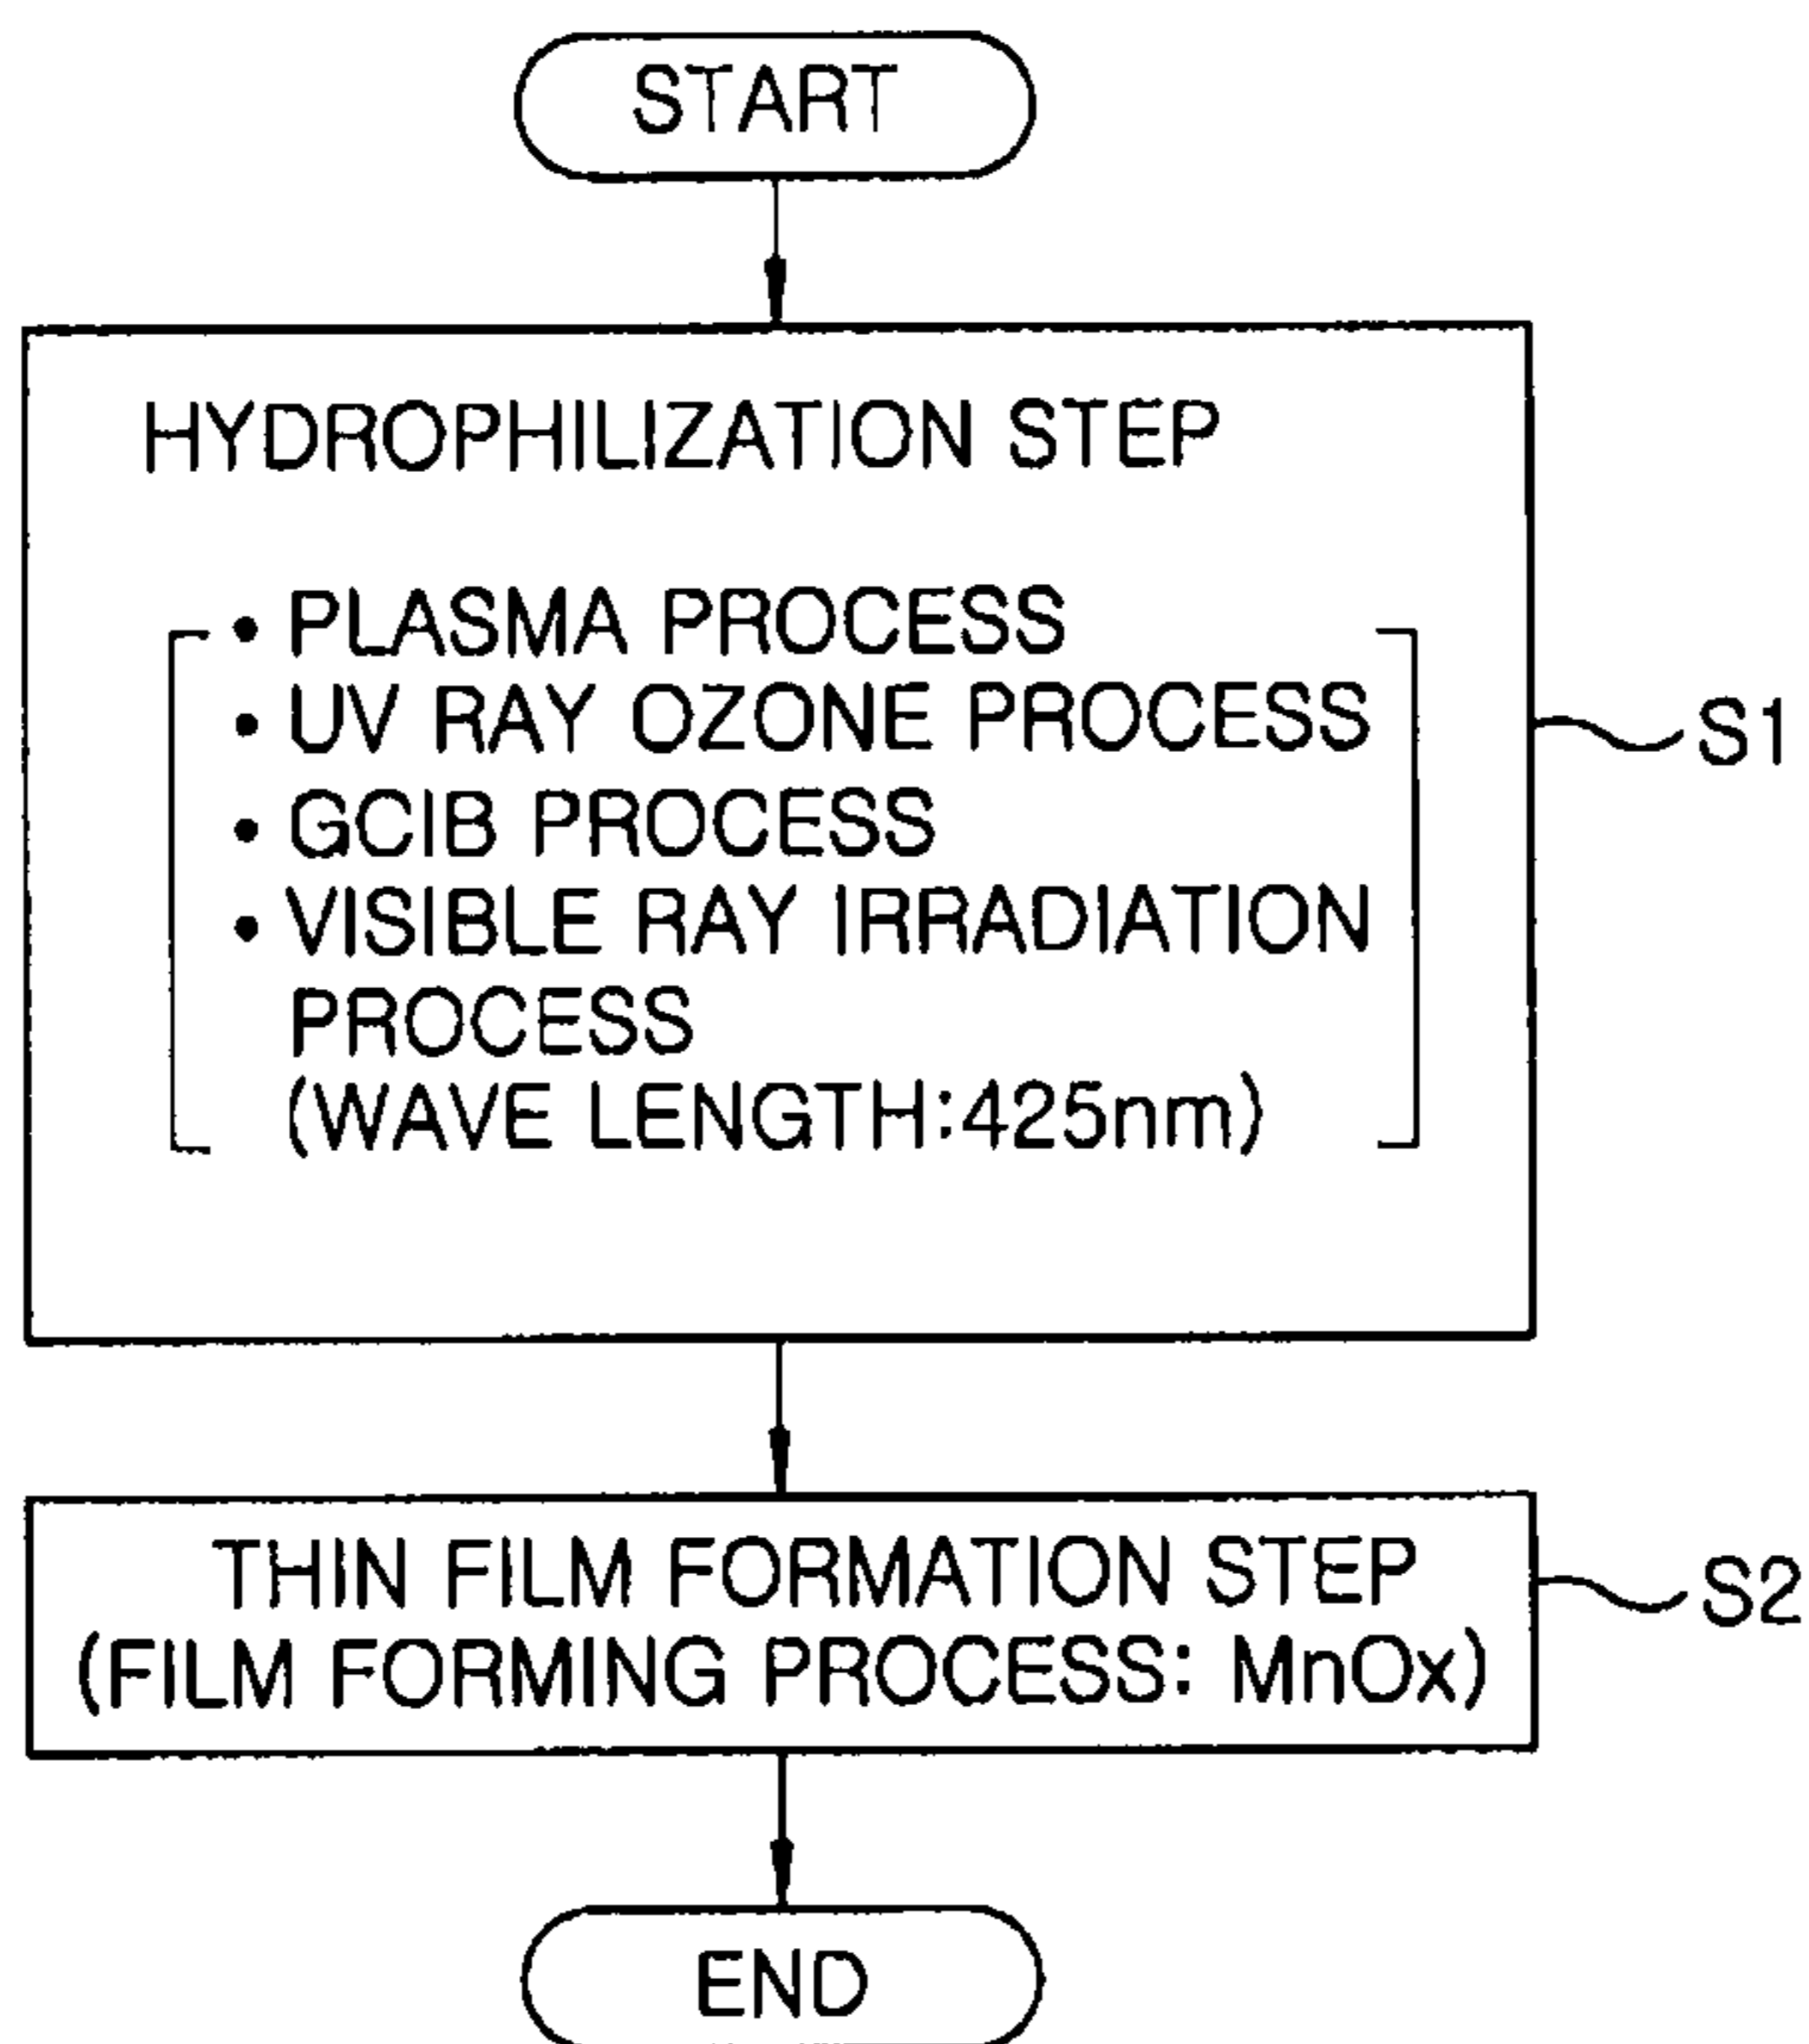 START
HYDROPHILIZATION STEP
• PLASMA PROCESS
• UV RAY OZONE PROCESS
• GCIB PROCESS
• VISIBLE RAY IRRADIATION
PROCESS
(WAVE LENGTH:425nm)
S1
THIN FILM FORMATION STEP
(FILM FORMING PROCESS: MnOx)
S2
END